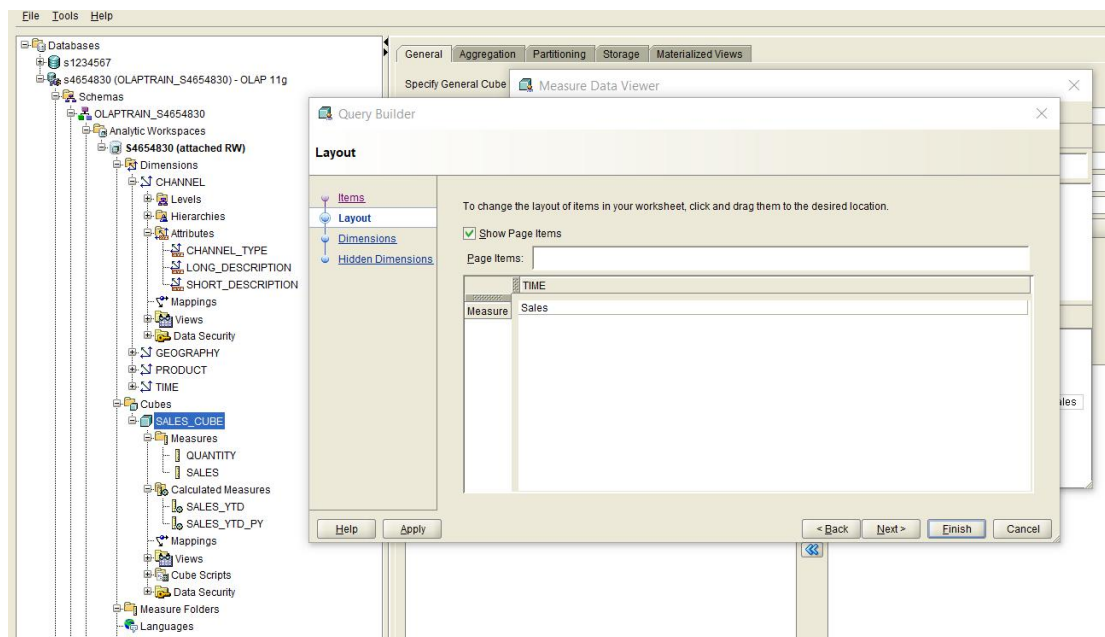 File Tools Help
Databases
s1234567
s4654830 (OLAPTRAIN_S4654830) - OLAP 11g
Schemas
OLAPTRAIN_S4654830
Analytic Workspaces
S4654830 (attached RW)
Dimensions
CHANNEL
Levels
Hierarchies
Attributes
CHANNEL_TYPE
LONG_DESCRIPTION
SHORT_DESCRIPTION
Mappings
Views
Data Security
GEOGRAPHY
PRODUCT
TIME
Cubes
SALES_CUBE
Measures
QUANTITY
SALES
Calculated Measures
SALES_YTD
SALES_YTD_PY
Mappings
Views
Cube Scripts
Data Security
Measure Folders
Languages
General Aggregation Partitioning Storage Materialized Views
Specify General Cube
Measure Data Viewer
Query Builder
Layout
Items
Layout
Dimensions
Hidden Dimensions
To change the layout of items in your worksheet, click and drag them to the desired location.
Show Page Items
Page Items:
TIME
Measure Sales
Help Apply < Back Next > Finish Cancel